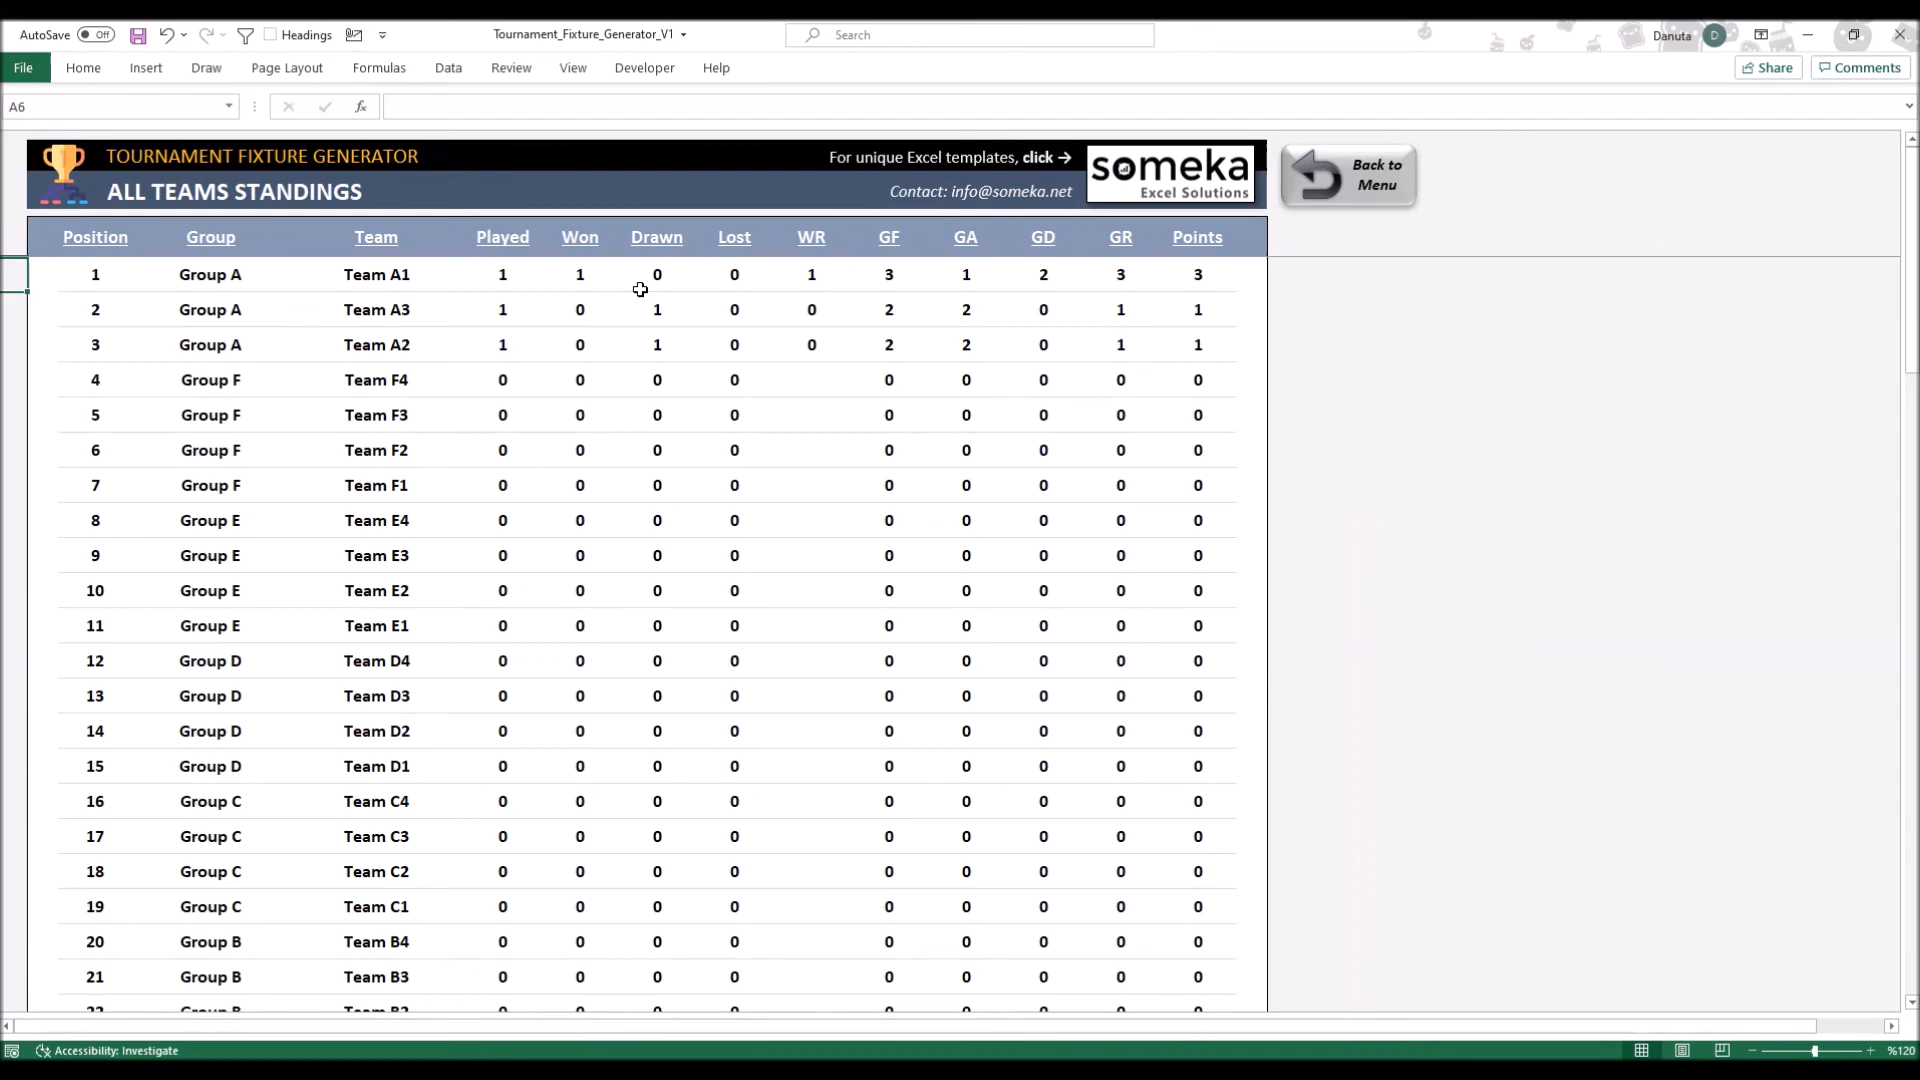 AutoSave Off Headings Tournament_Fixture_Generator_V1 Search Danuta D
File Home Insert Draw Page Layout Formulas Data Review View Developer Help Share Comments
A6 fx
TOURNAMENT FIXTURE GENERATOR For unique Excel templates, click → someka Back to
ALL TEAMS STANDINGS Contact: info@someka.net Excel Solutions Menu
Position Group Team Played Won Drawn Lost WR GF GA GD GR Points
1 Group A Team A1 1 1 0 0 1 3 1 2 3 3
2 Group A Team A3 1 0 1 0 0 2 2 0 1 1
3 Group A Team A2 1 0 1 0 0 2 2 0 1 1
4 Group F Team F4 0 0 0 0 0 0 0 0 0
5 Group F Team F3 0 0 0 0 0 0 0 0 0
6 Group F Team F2 0 0 0 0 0 0 0 0 0
7 Group F Team F1 0 0 0 0 0 0 0 0 0
8 Group E Team E4 0 0 0 0 0 0 0 0 0
9 Group E Team E3 0 0 0 0 0 0 0 0 0
10 Group E Team E2 0 0 0 0 0 0 0 0 0
11 Group E Team E1 0 0 0 0 0 0 0 0 0
12 Group D Team D4 0 0 0 0 0 0 0 0 0
13 Group D Team D3 0 0 0 0 0 0 0 0 0
14 Group D Team D2 0 0 0 0 0 0 0 0 0
15 Group D Team D1 0 0 0 0 0 0 0 0 0
16 Group C Team C4 0 0 0 0 0 0 0 0 0
17 Group C Team C3 0 0 0 0 0 0 0 0 0
18 Group C Team C2 0 0 0 0 0 0 0 0 0
19 Group C Team C1 0 0 0 0 0 0 0 0 0
20 Group B Team B4 0 0 0 0 0 0 0 0 0
21 Group B Team B3 0 0 0 0 0 0 0 0 0
22 Group B Team B2 0 0 0 0 0 0 0 0 0
Accessibility: Investigate %120